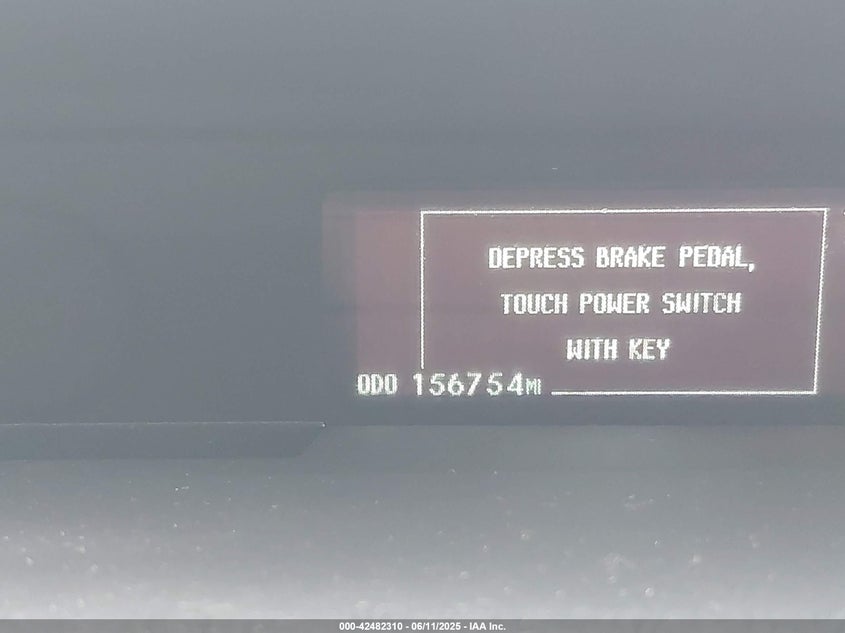 DEPRESS BRAKE PEDAL,
TOUCH POWER SWITCH
WITH KEY
ODO 156754MI
000-42482310 - 06/11/2025 - IAA Inc.